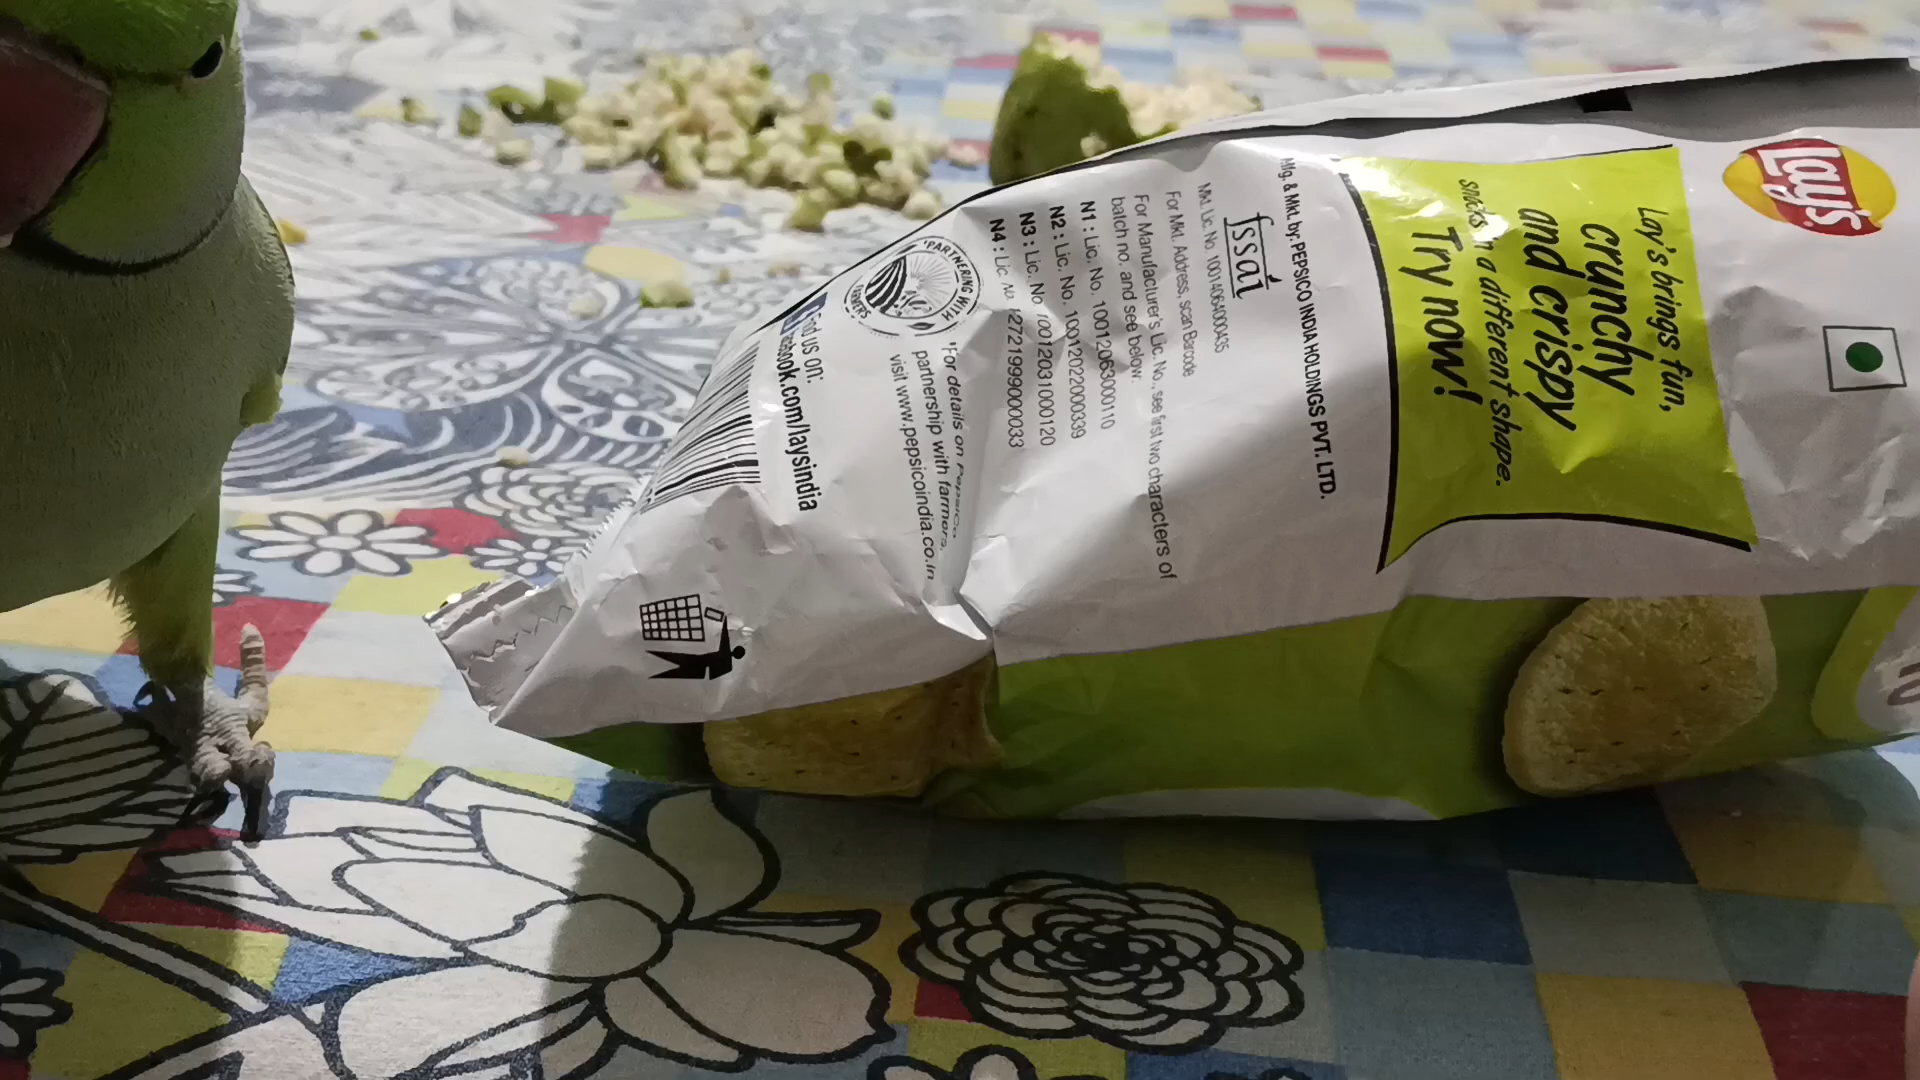 Lay's
Lay's brings fun,
crunchy
and crispy
snacks in a different shape.
Try now!
Mfg. & Mkt. by: PEPSICO INDIA HOLDINGS PVT. LTD.
fssai
Mkt. Lic. No. 10014064000435
For Mkt. Address, scan Barcode
For Manufacturer's Lic. No., see first two characters of
batch no. and see below:
N1 : Lic. No. 10012063000110
N2 : Lic. No. 10012022000339
N3 : Lic. No. 10012031000120
N4 : Lic. No. 12721999000033
PARTNERING WITH
FARMERS
*For details on PepsiCo
partnership with farmers,
visit www.pepsicoindia.co.in
Find us on:
facebook.com/laysindia
10